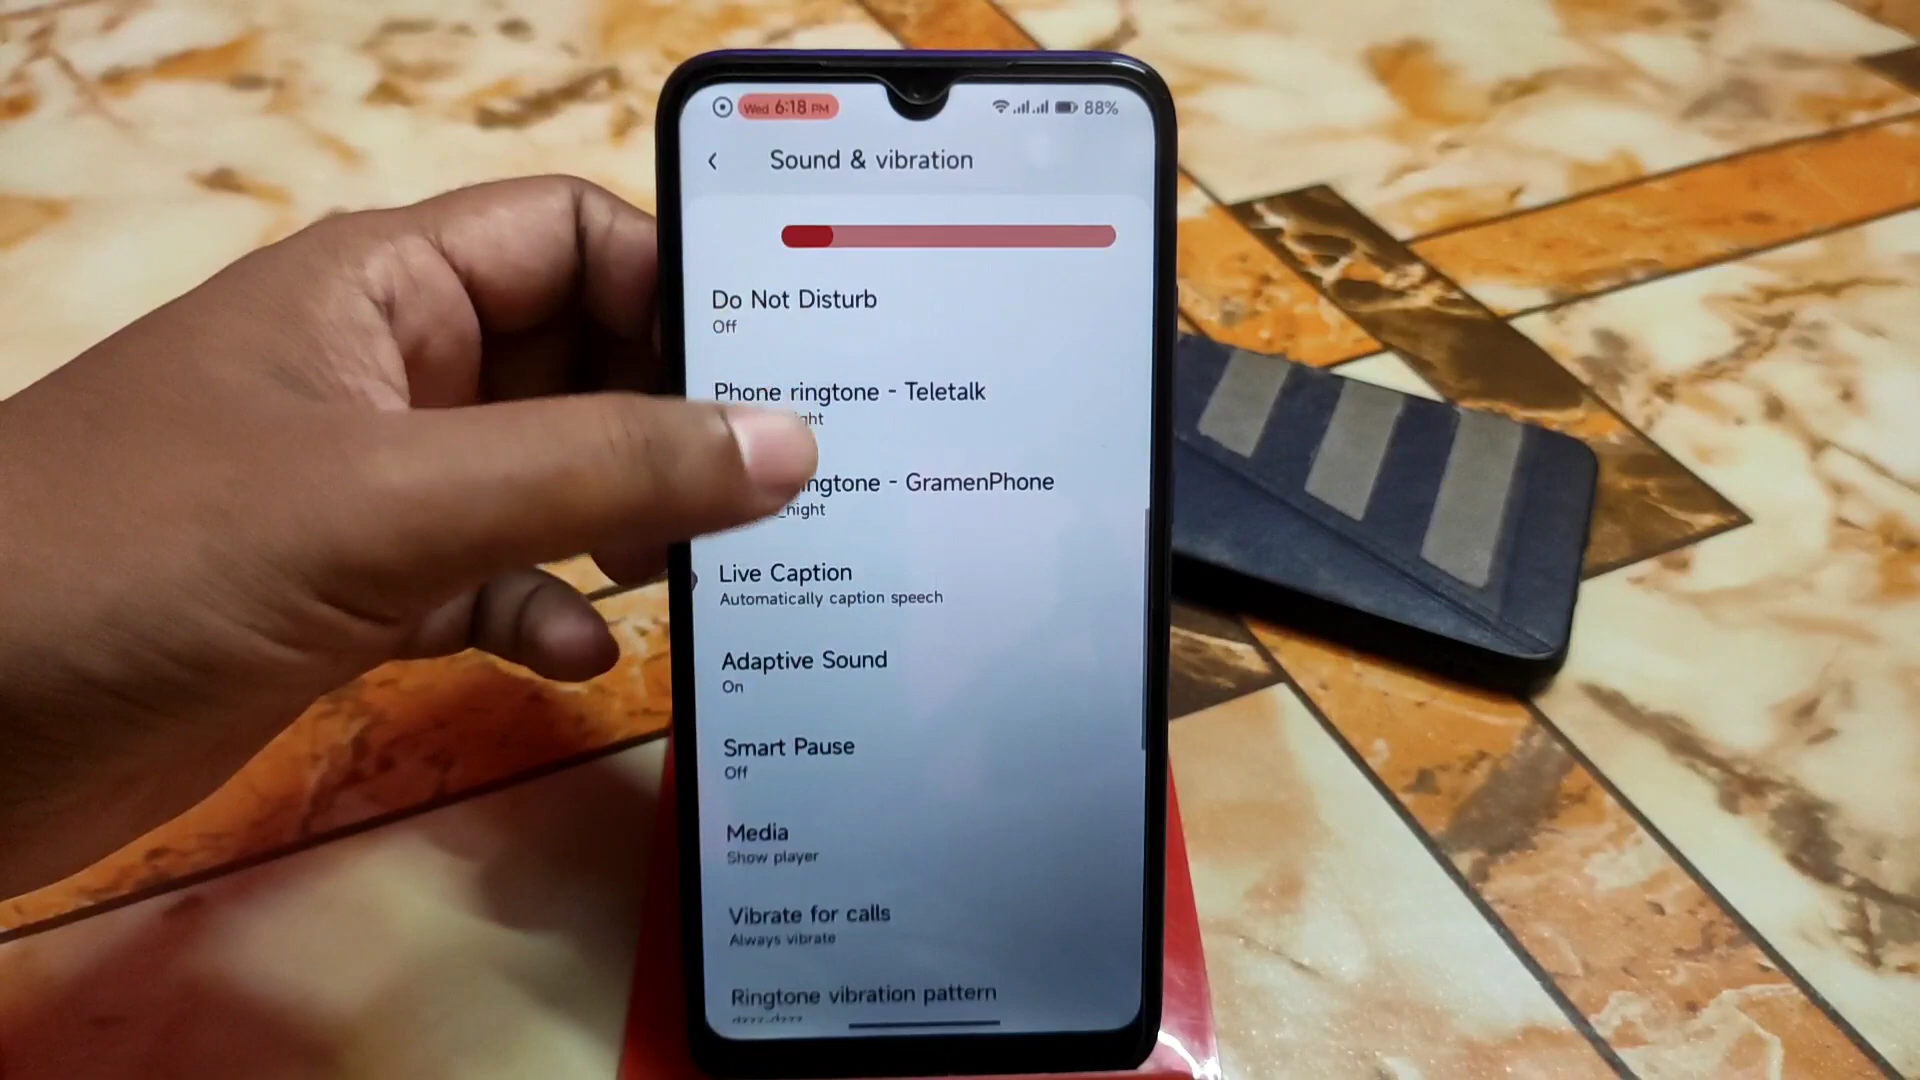 Wed 6:18 PM 88%
Sound & vibration
Do Not Disturb
Off
Phone ringtone - Teletalk
ght
ngtone - GramenPhone
_night
Live Caption
Automatically caption speech
Adaptive Sound
On
Smart Pause
Off
Media
Show player
Vibrate for calls
Always vibrate
Ringtone vibration pattern